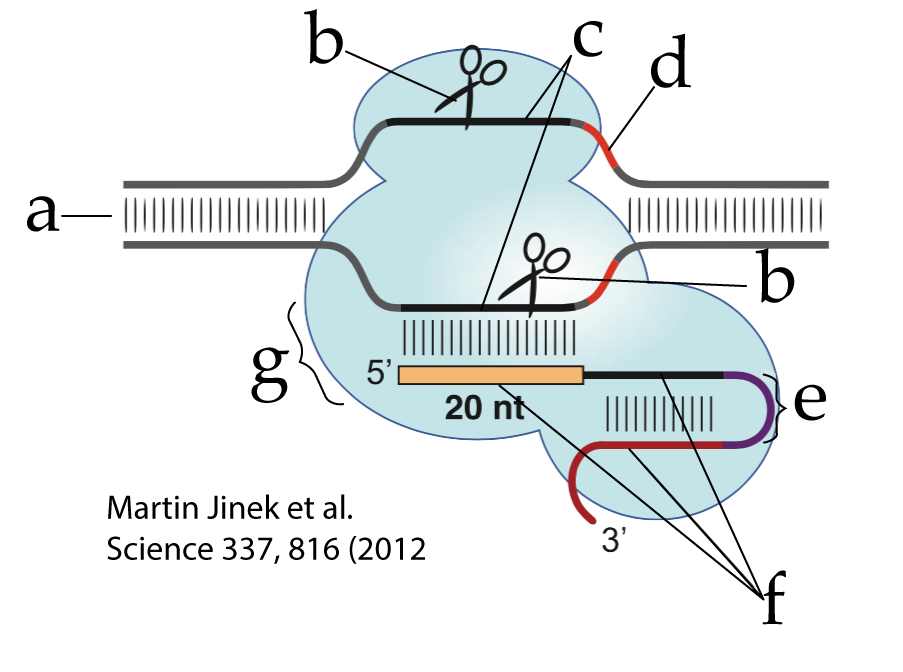 b
c
d
a
b
g
5’
20 nt
e
Martin Jinek et al.
Science 337, 816 (2012
3’
f